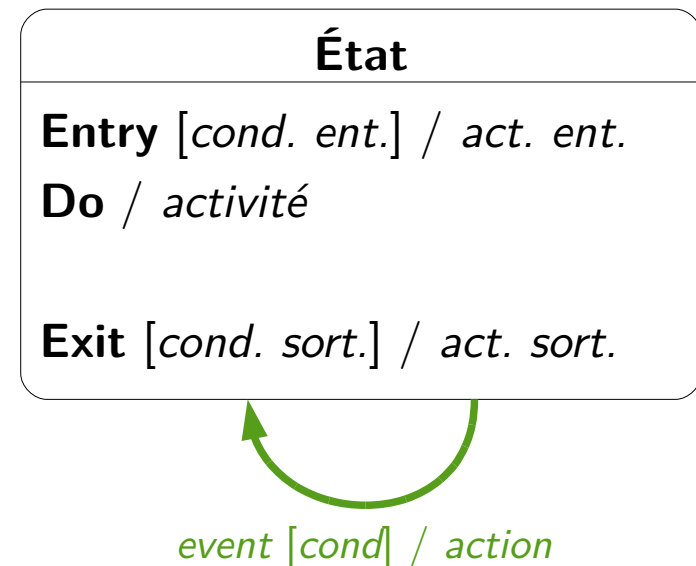 État
Entry [cond. ent.] / act. ent.
Do / activité
Exit [cond. sort.] / act. sort.
event [cond] / action